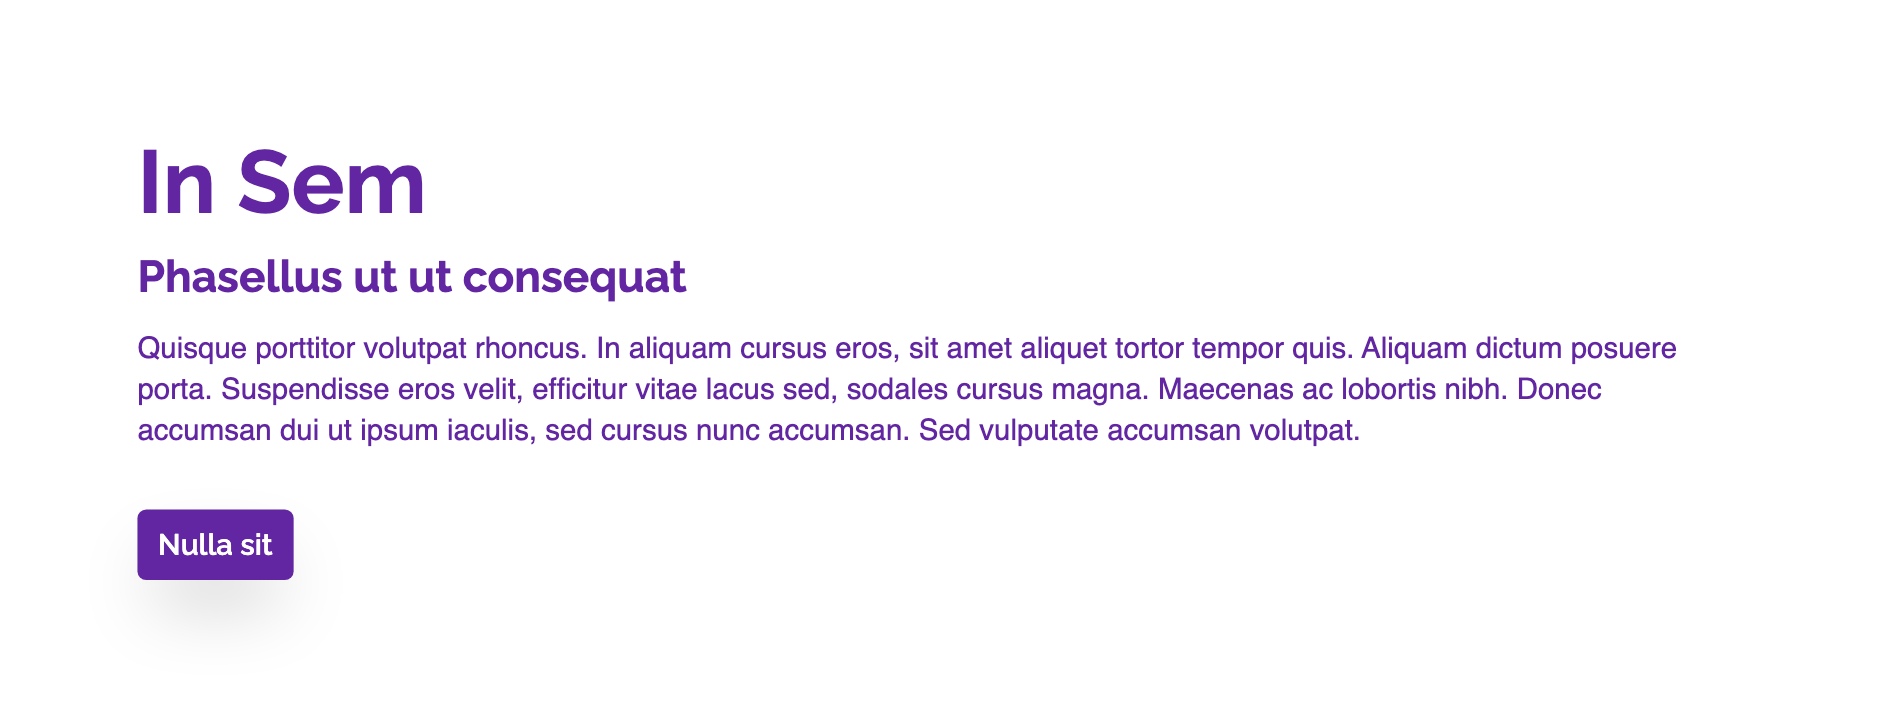 In Sem
Phasellus ut ut consequat
Quisque porttitor volutpat rhoncus. In aliquam cursus eros, sit amet aliquet tortor tempor quis. Aliquam dictum posuere
porta. Suspendisse eros velit, efficitur vitae lacus sed, sodales cursus magna. Maecenas ac lobortis nibh. Donec
accumsan dui ut ipsum iaculis, sed cursus nunc accumsan. Sed vulputate accumsan volutpat.
Nulla sit